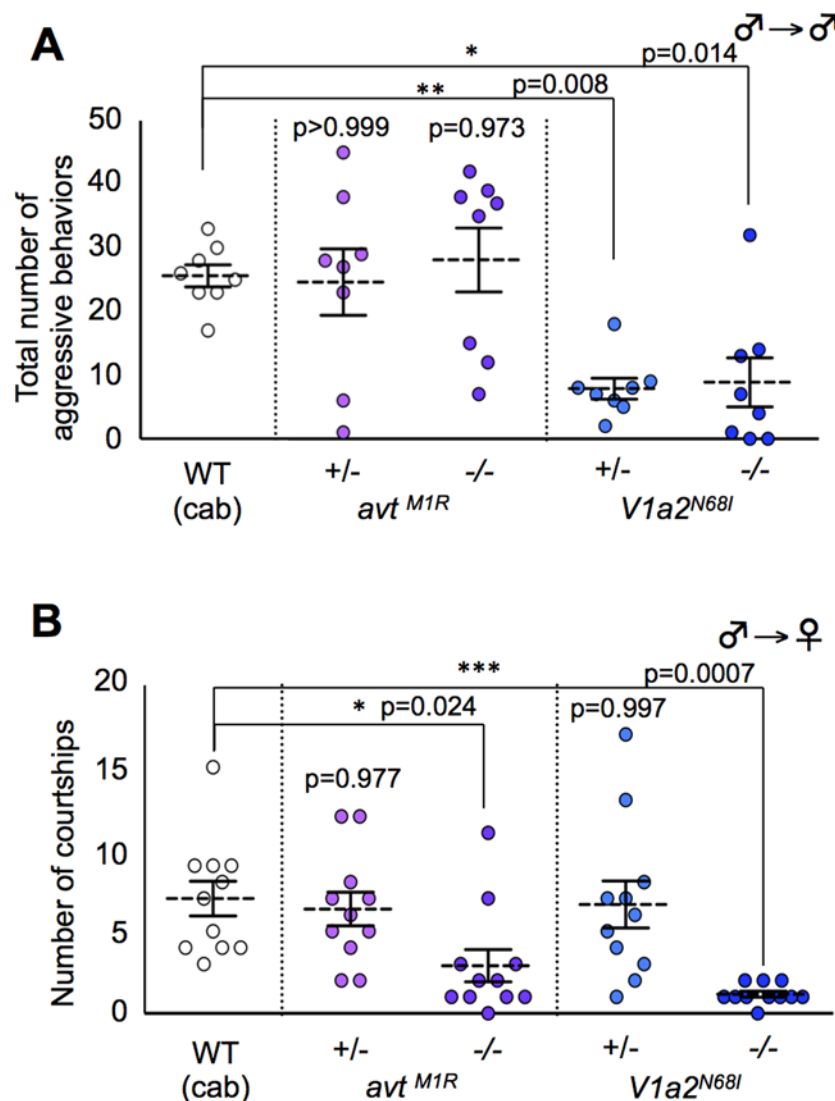 A
♂→♂
*
p=0.014
**
p=0.008
p>0.999
p=0.973
Total number of
aggressive behaviors
50
40
30
20
10
0
WT
(cab)
+/-
-/-
avt M1R
+/-
-/-
V1a2N68I
B
♂→♀
***
p=0.0007
*
p=0.024
p=0.997
p=0.977
Number of courtships
20
15
10
5
0
WT
(cab)
+/-
-/-
avt M1R
+/-
-/-
V1a2N68I